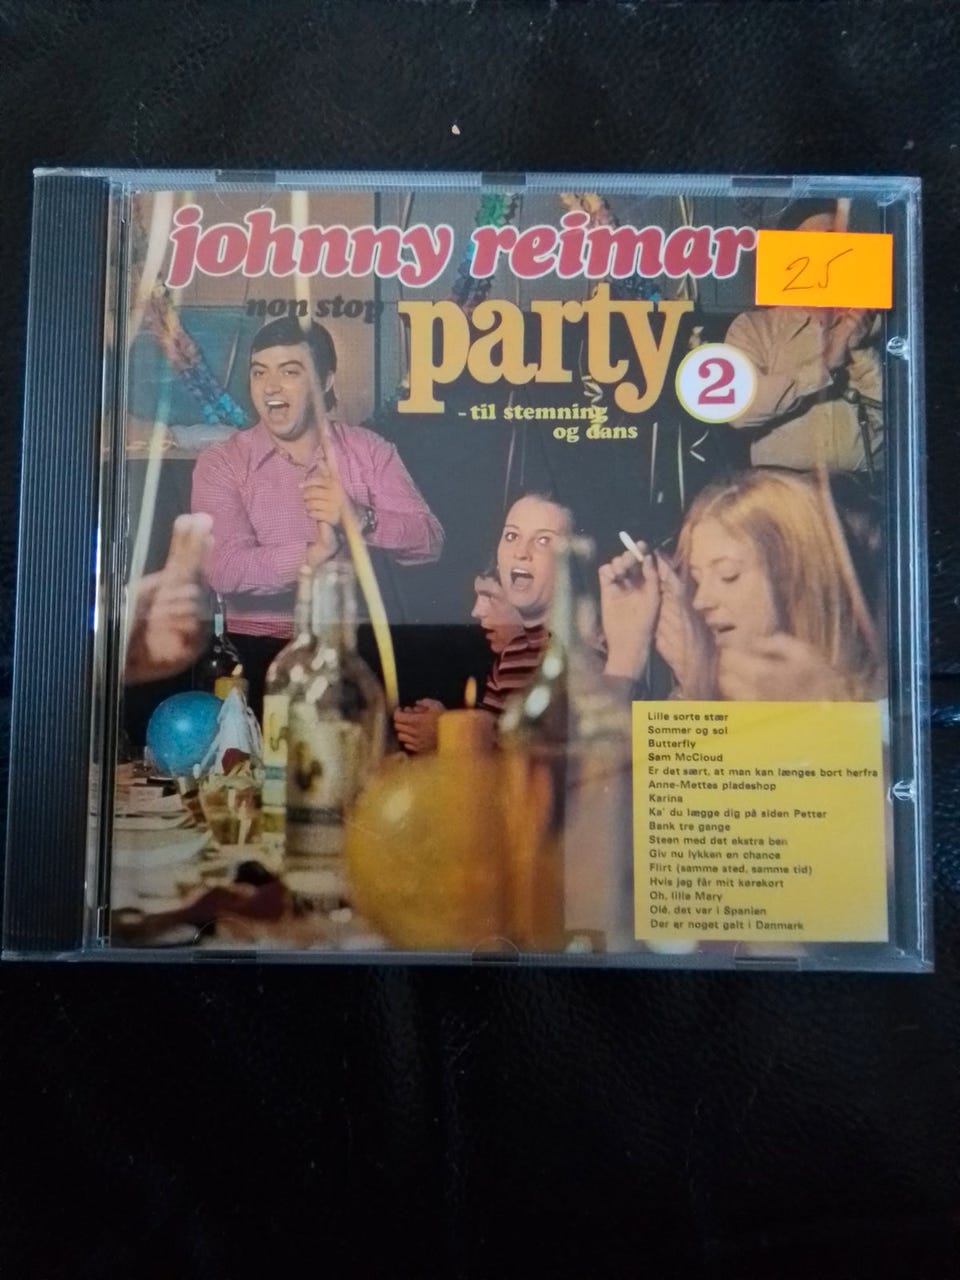 johnny reimar
25
non stop
party
2
- til stemning
og dans
Lille sorte stær
Sommer og sol
Butterfly
Sam McCloud
Er det sært, at man kan længes bort herfra
Anne-Mettes pladeshop
Karina
Ka' du lægge dig på siden Petter
Bank tre gange
Steen med det ekstra ben
Giv nu lykken en chance
Flirt (samme sted, samme tid)
Hvis jeg får mit kørekort
Oh, lille Mary
Olé, det var i Spanien
Der er noget galt i Danmark